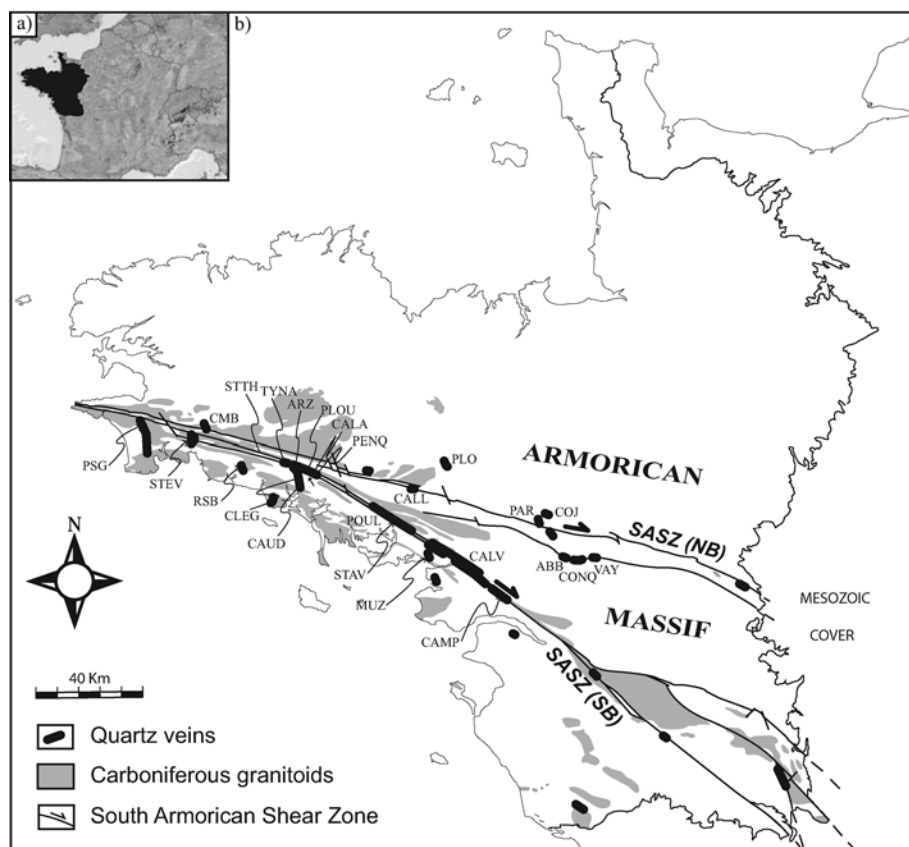 a)
b)
STTH
TYNA
ARZ
PLOU
CALA
PENQ
CMB
PSG
STEV
RSB
CLEG
CAUD
POUL
STAV
MUZ
CAMP
CALV
CALL
PLO
PAR
COJ
ABB
CONQ
VAY
ARMORICAN
SASZ (NB)
MASSIF
SASZ (SB)
MESOZOIC
COVER
N
40 Km
Quartz veins
Carboniferous granitoids
South Armorican Shear Zone